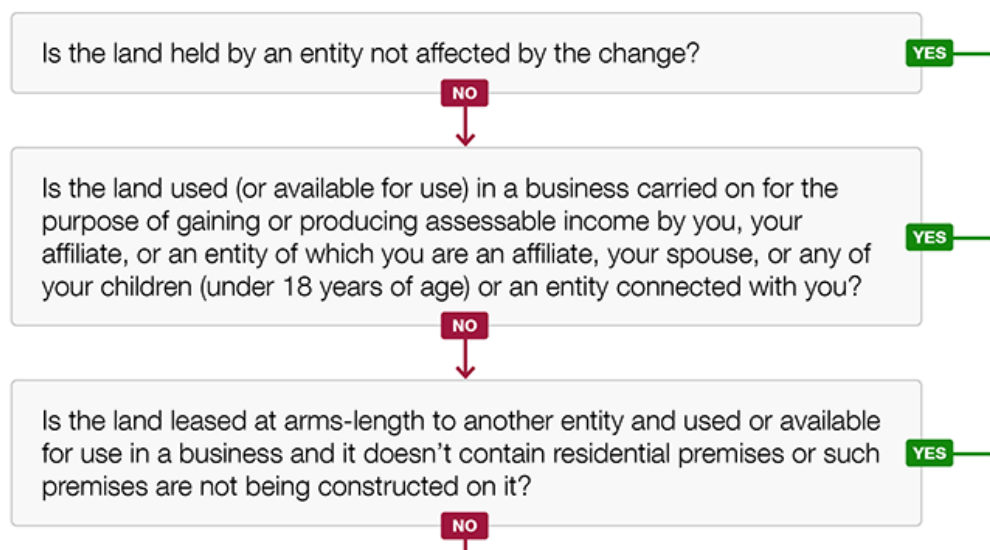 Is the land held by an entity not affected by the change?
YES
NO
Is the land used (or available for use) in a business carried on for the
purpose of gaining or producing assessable income by you, your
affiliate, or an entity of which you are an affiliate, your spouse, or any of
your children (under 18 years of age) or an entity connected with you?
YES
NO
Is the land leased at arms-length to another entity and used or available
for use in a business and it doesn’t contain residential premises or such
premises are not being constructed on it?
YES
NO